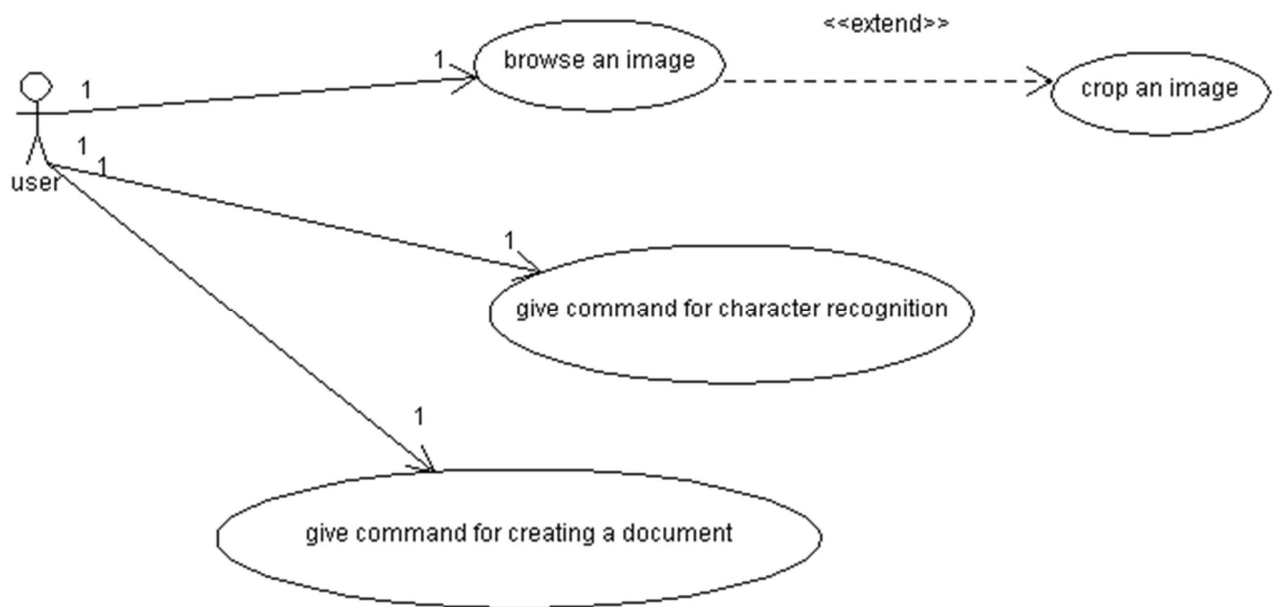 <<extend>>
1
1
browse an image
crop an image
user
1
1
1
give command for character recognition
1
give command for creating a document